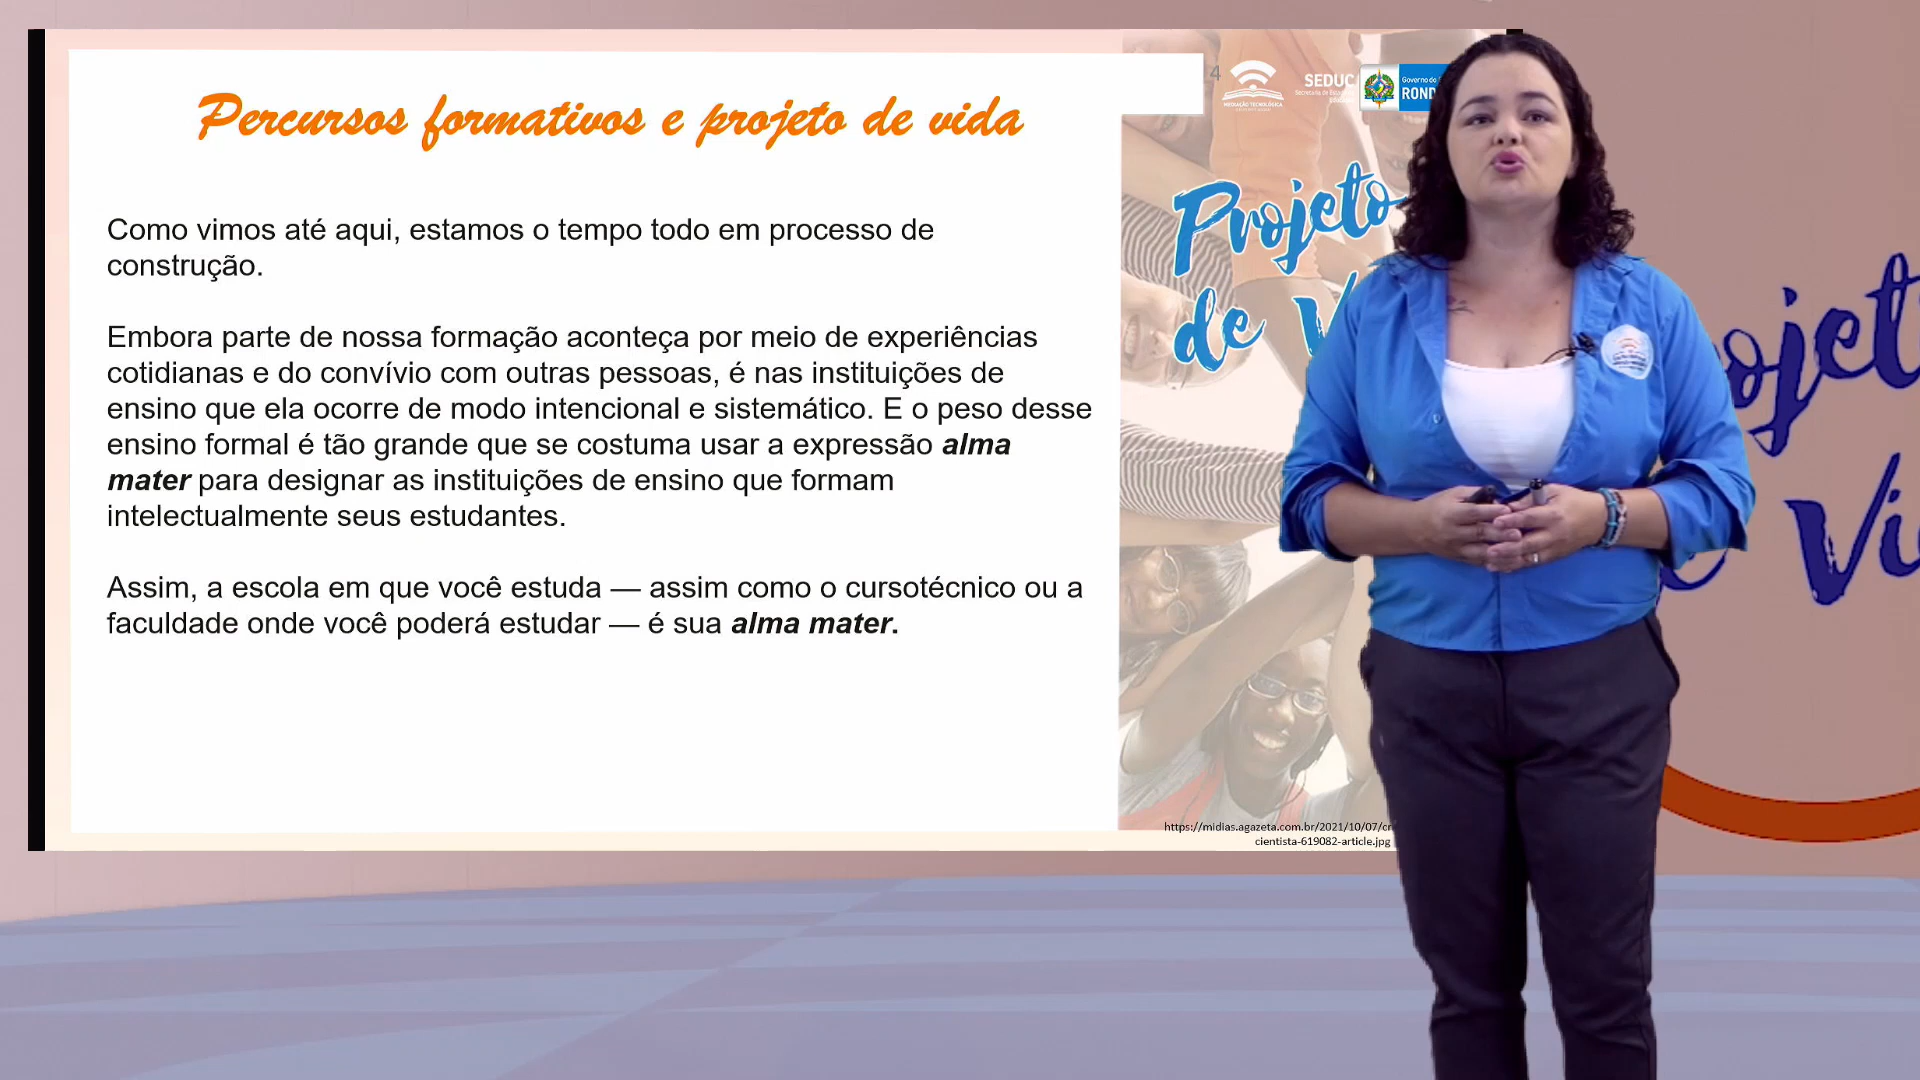 Percursos formativos e projeto de vida
4
MEDIAÇÃO TECNOLÓGICA
SEDUC
Governo do
ROND
Projeto
de V
Como vimos até aqui, estamos o tempo todo em processo de
construção.
Embora parte de nossa formação aconteça por meio de experiências
cotidianas e do convívio com outras pessoas, é nas instituições de
ensino que ela ocorre de modo intencional e sistemático. E o peso desse
ensino formal é tão grande que se costuma usar a expressão alma
mater para designar as instituições de ensino que formam
intelectualmente seus estudantes.
Assim, a escola em que você estuda — assim como o cursotécnico ou a
faculdade onde você poderá estudar — é sua alma mater.
https://midias.agazeta.com.br/2021/10/07/cr
cientista-619082-article.jpg
ojet
Vi